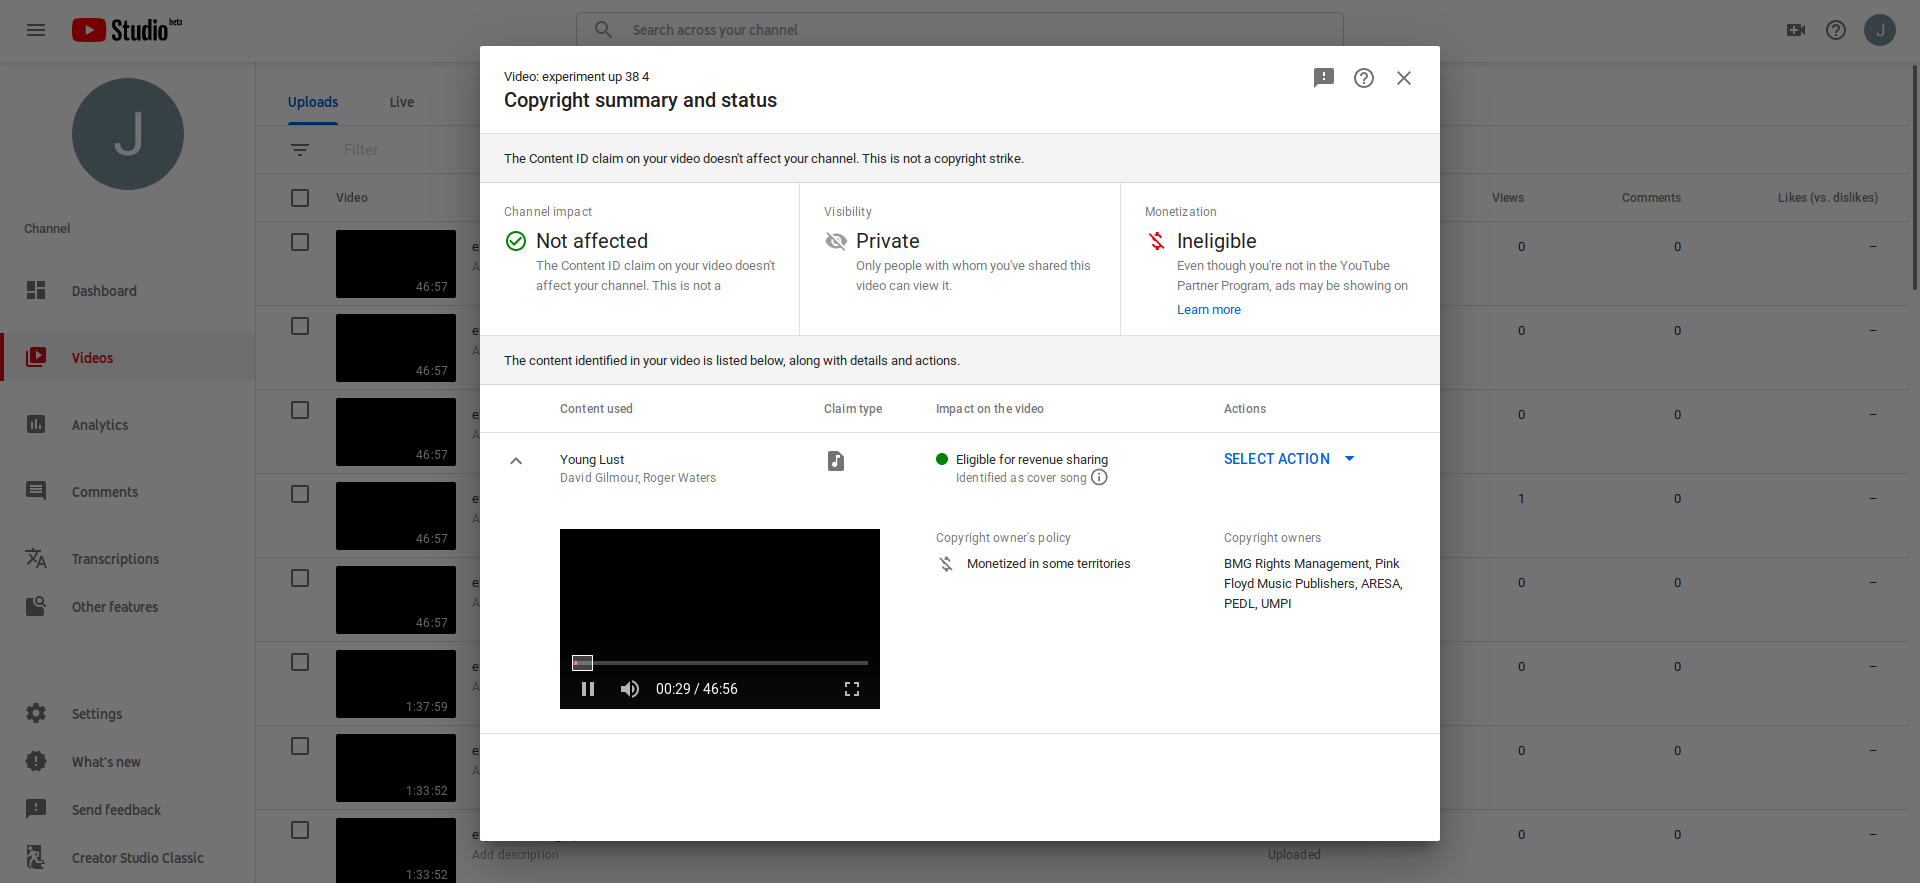 Studio beta
Search across your channel
J
J
Uploads
Live
Filter
Video
Views
Comments
Likes (vs. dislikes)
Channel
Dashboard
Videos
Analytics
Comments
Transcriptions
Other features
Settings
What's new
Send feedback
Creator Studio Classic
46:57
0
0
–
46:57
0
0
–
46:57
0
0
–
46:57
1
0
–
46:57
0
0
–
1:37:59
0
0
–
1:33:52
0
0
–
1:33:52
0
0
–
Add description
Uploaded
Video: experiment up 38 4
Copyright summary and status
The Content ID claim on your video doesn't affect your channel. This is not a copyright strike.
Channel impact
Not affected
The Content ID claim on your video doesn't
affect your channel. This is not a
Visibility
Private
Only people with whom you've shared this
video can view it.
Monetization
Ineligible
Even though you're not in the YouTube
Partner Program, ads may be showing on
Learn more
The content identified in your video is listed below, along with details and actions.
Content used
Claim type
Impact on the video
Actions
Young Lust
David Gilmour, Roger Waters
Eligible for revenue sharing
Identified as cover song
SELECT ACTION
00:29 / 46:56
Copyright owner's policy
Monetized in some territories
Copyright owners
BMG Rights Management, Pink
Floyd Music Publishers, ARESA,
PEDL, UMPI